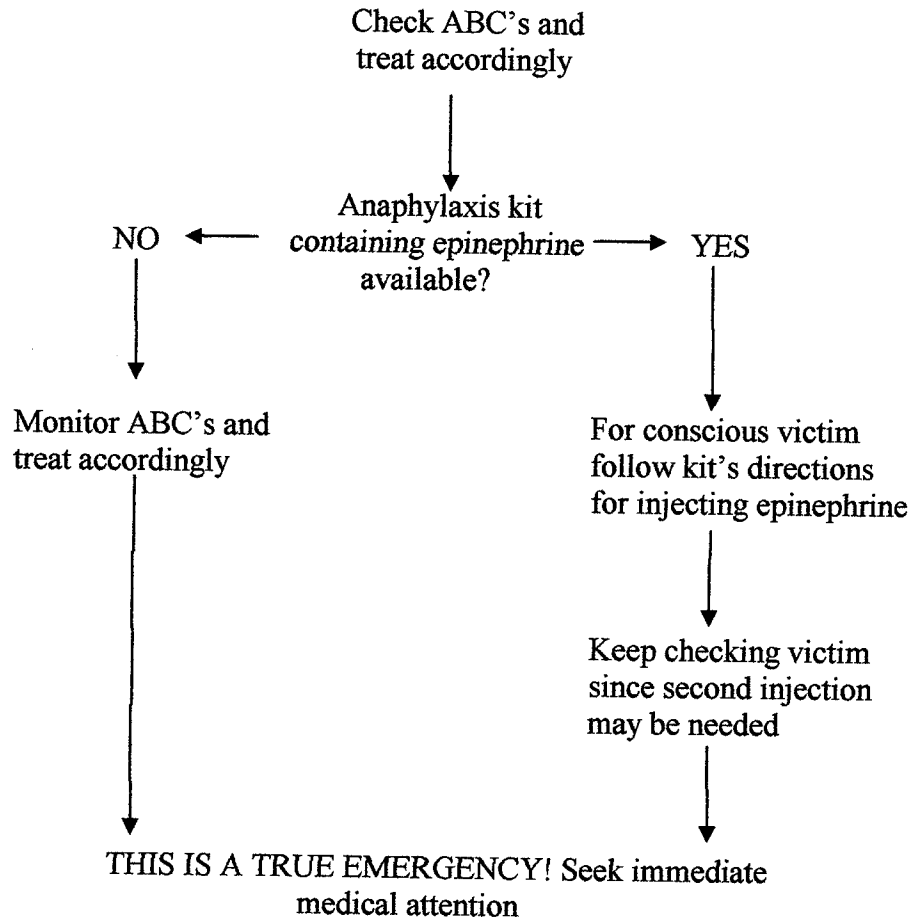 Check ABC's and
treat accordingly
Anaphylaxis kit
NO
containing epinephrine
YES
available?
Monitor ABC's and
treat accordingly
For conscious victim
follow kit's directions
for injecting epinephrine
Keep checking victim
since second injection
may be needed
THIS IS A TRUE EMERGENCY! Seek immediate
medical attention